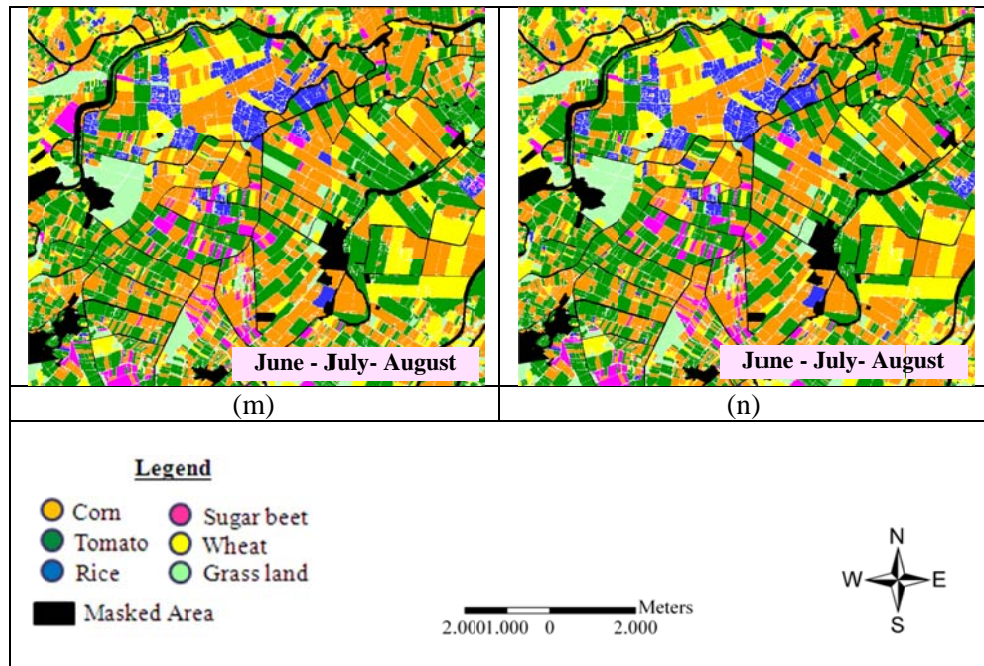 June - July- August
June - July- August
(m)
(n)
Legend
Corn
Sugar beet
Tomato
Wheat
Rice
Grass land
Masked Area
Meters
2.0001.000 0 2.000
N
W E
S